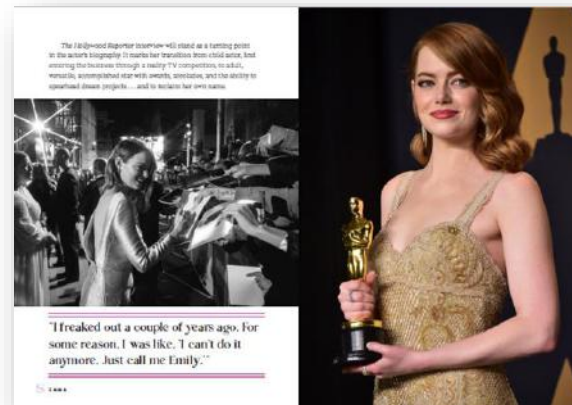 The Hollywood Reporter interview will stand as a turning point
in the actor's biography. It marks her transition from child actor, first
entering the business through a reality TV competition, to adult,
versatile, accomplished star with awards, accolades, and the ability to
spearhead dream projects . . . and to reclaim her own name.
"I freaked out a couple of years ago. For
some reason, I was like, 'I can't do it
anymore. Just call me Emily.'"
8